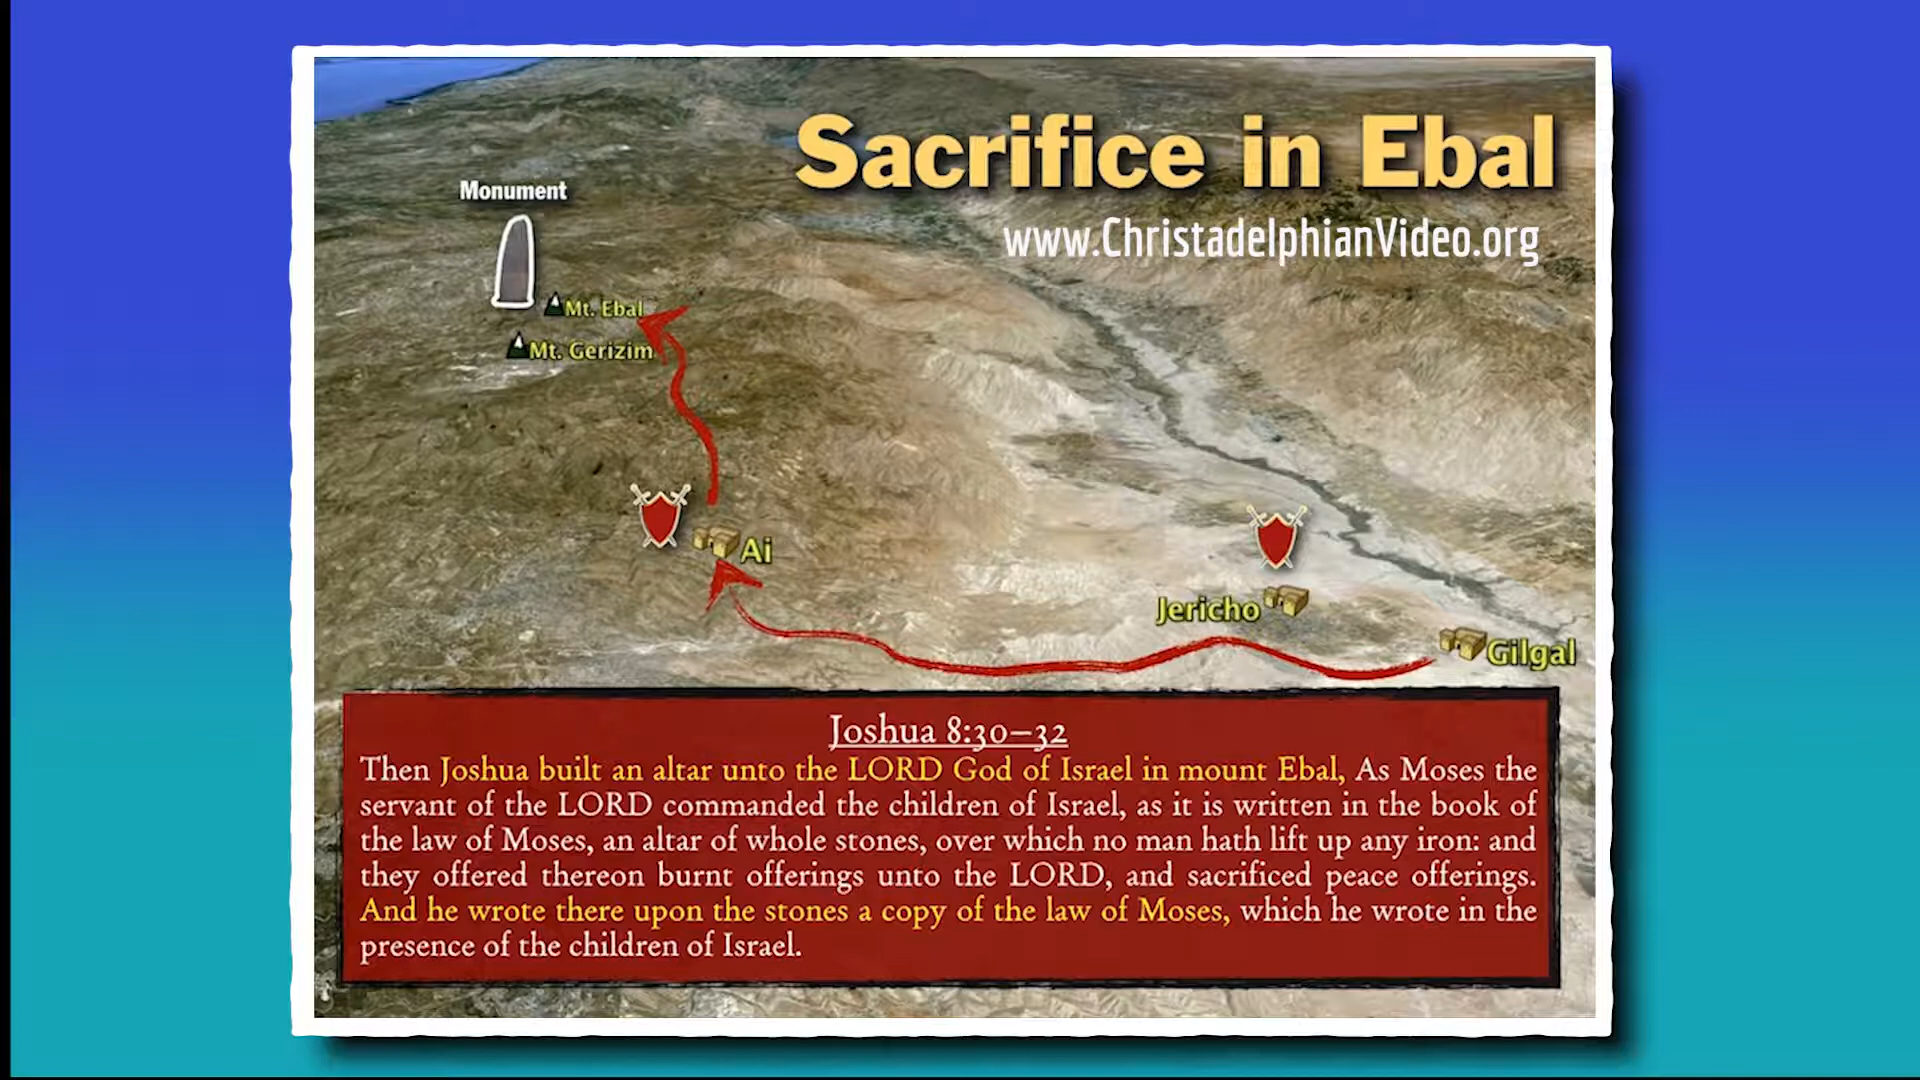 Sacrifice in Ebal
www.ChristadelphianVideo.org
Monument
Mt. Ebal
Mt. Gerizim
Ai
Jericho
Gilgal
Joshua 8:30–32
Then Joshua built an altar unto the LORD God of Israel in mount Ebal, As Moses the
servant of the LORD commanded the children of Israel, as it is written in the book of
the law of Moses, an altar of whole stones, over which no man hath lift up any iron: and
they offered thereon burnt offerings unto the LORD, and sacrificed peace offerings.
And he wrote there upon the stones a copy of the law of Moses, which he wrote in the
presence of the children of Israel.